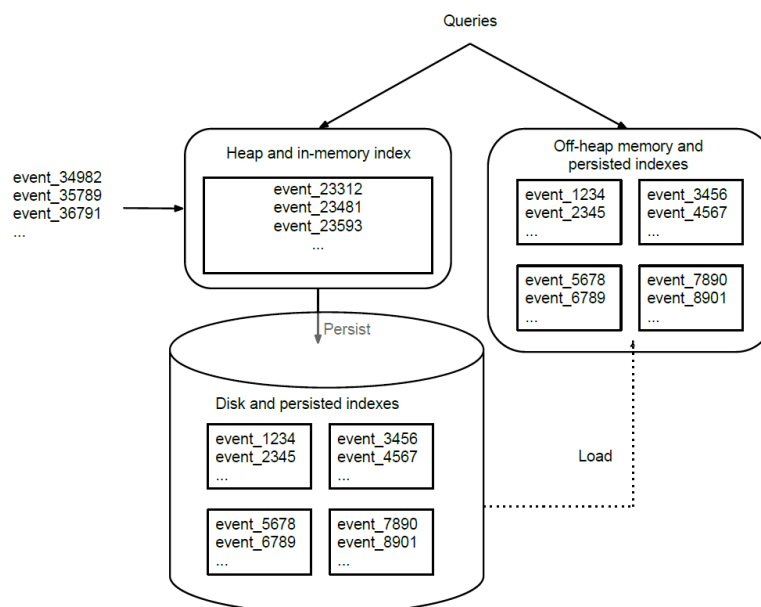 Queries
Heap and in-memory index
event_23312
event_23481
event_23593
...
Off-heap memory and
persisted indexes
event_1234
event_2345
...
event_3456
event_4567
...
event_5678
event_6789
...
event_7890
event_8901
...
event_34982
event_35789
event_36791
...
Persist
Disk and persisted indexes
event_1234
event_2345
...
event_3456
event_4567
...
event_5678
event_6789
...
event_7890
event_8901
...
Load